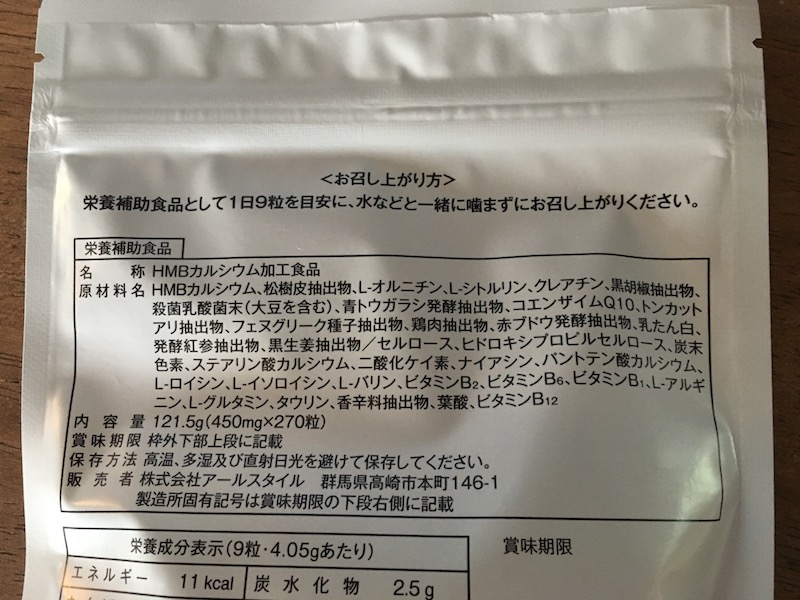 ＜お召し上がり方＞
栄養補助食品として1日9粒を目安に、水などと一緒に噛まずにお召し上がりください。
栄養補助食品
名称 HMBカルシウム加工食品
原材料名 HMBカルシウム、松樹皮抽出物、L-オルニチン、L-シトルリン、クレアチン、黒胡椒抽出物、
殺菌乳酸菌末（大豆を含む）、青トウガラシ発酵抽出物、コエンザイムQ10、トンカット
アリ抽出物、フェヌグリーク種子抽出物、鶏肉抽出物、赤ブドウ発酵抽出物、乳たん白、
発酵紅参抽出物、黒生姜抽出物／セルロース、ヒドロキシプロピルセルロース、炭末
色素、ステアリン酸カルシウム、二酸化ケイ素、ナイアシン、パントテン酸カルシウム、
L-ロイシン、L-イソロイシン、L-バリン、ビタミンB2、ビタミンB6、ビタミンB1、L-アルギ
ニン、L-グルタミン、タウリン、香辛料抽出物、葉酸、ビタミンB12
内容量 121.5g（450mg×270粒）
賞味期限 枠外下部上段に記載
保存方法 高温、多湿及び直射日光を避けて保存してください。
販売者 株式会社アールスタイル 群馬県高崎市本町146-1
製造所固有記号は賞味期限の下段右側に記載
栄養成分表示（9粒・4.05gあたり）
賞味期限
エネルギー 11kcal 炭水化物 2.5g